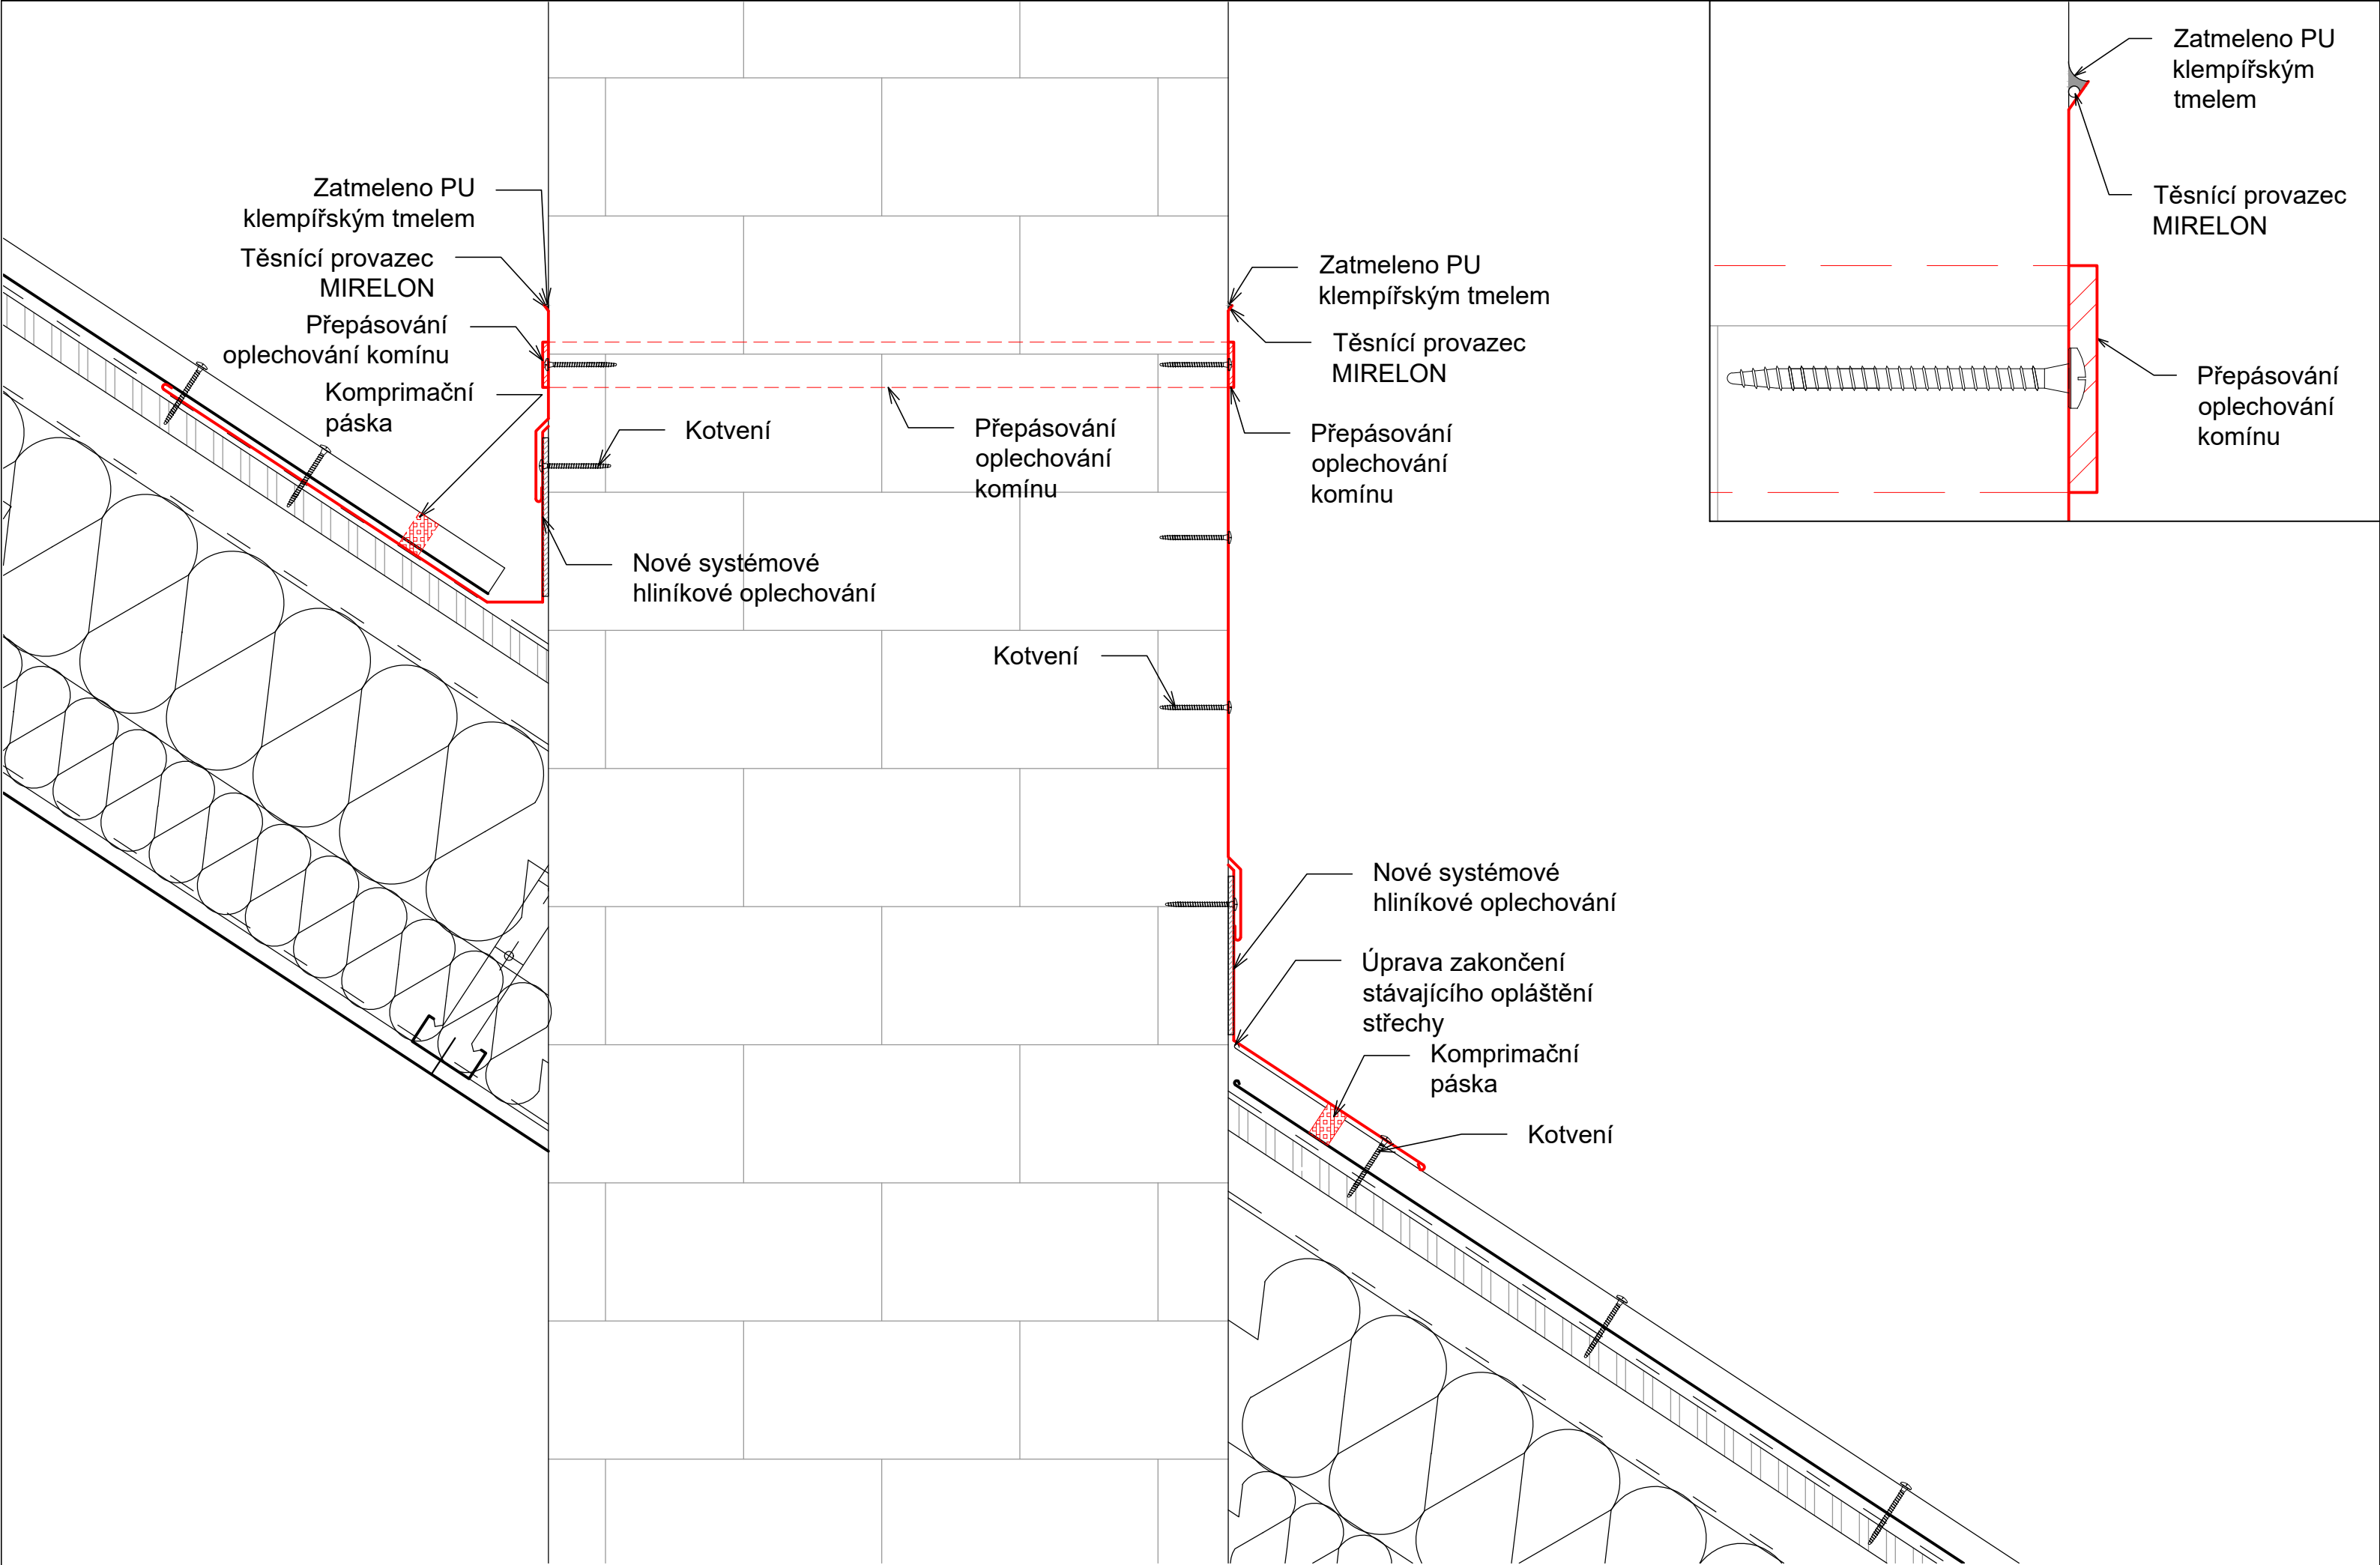 Zatmeleno PU
klempířským tmelem
Těsnící provazec
MIRELON
Přepásování
oplechování komínu
Komprimační
páska
Kotvení
Přepásování
oplechování
komínu
Nové systémové
hliníkové oplechování
Kotvení
Zatmeleno PU
klempířským tmelem
Těsnící provazec
MIRELON
Přepásování
oplechování
komínu
Nové systémové
hliníkové oplechování
Úprava zakončení
stávajícího opláštění
střechy
Komprimační
páska
Kotvení
Zatmeleno PU
klempířským
tmelem
Těsnící provazec
MIRELON
Přepásování
oplechování
komínu